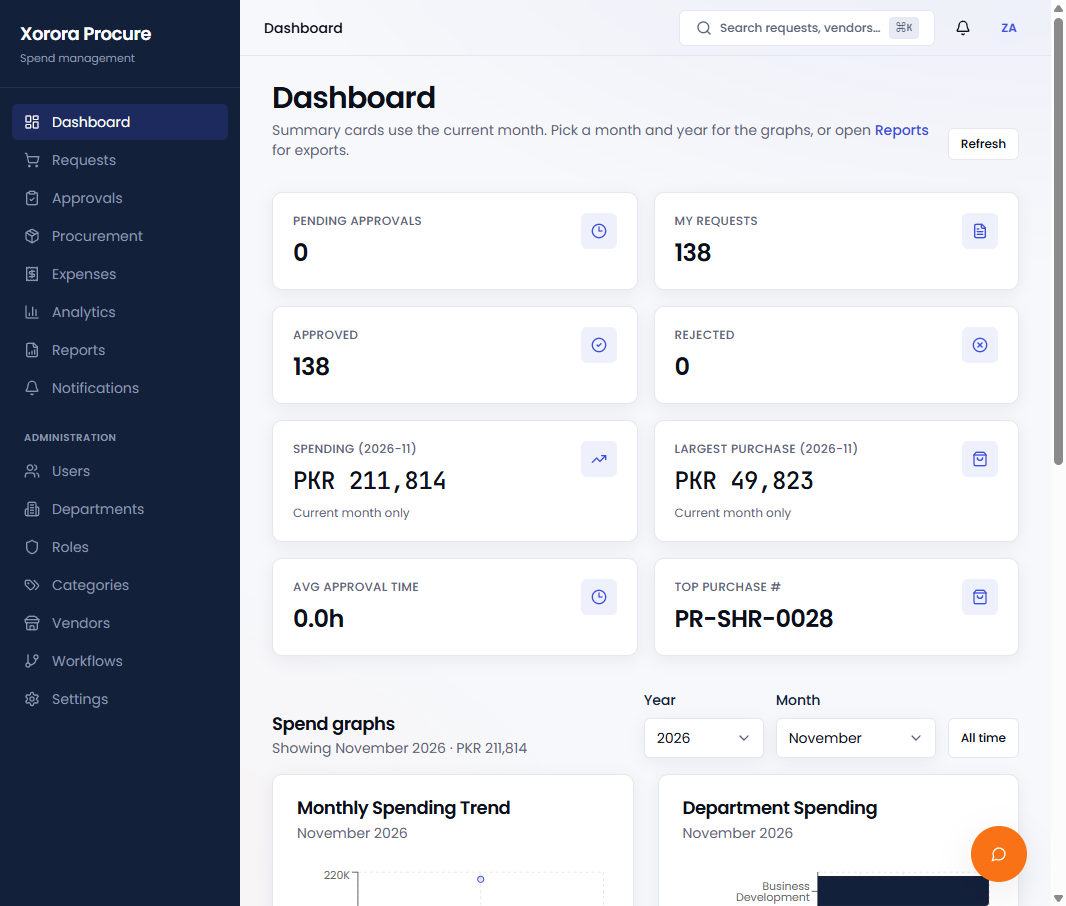 Xorora Procure
Spend management
Dashboard
Requests
Approvals
Procurement
Expenses
Analytics
Reports
Notifications
ADMINISTRATION
Users
Departments
Roles
Categories
Vendors
Workflows
Settings
Dashboard
Search requests, vendors... ⌘K
ZA
Dashboard
Summary cards use the current month. Pick a month and year for the graphs, or open Reports
for exports.
Refresh
PENDING APPROVALS
0
MY REQUESTS
138
APPROVED
138
REJECTED
0
SPENDING (2026-11)
PKR 211,814
Current month only
LARGEST PURCHASE (2026-11)
PKR 49,823
Current month only
AVG APPROVAL TIME
0.0h
TOP PURCHASE #
PR-SHR-0028
Spend graphs
Showing November 2026 · PKR 211,814
Year
2026
Month
November
All time
Monthly Spending Trend
November 2026
220K
Department Spending
November 2026
Business
Development